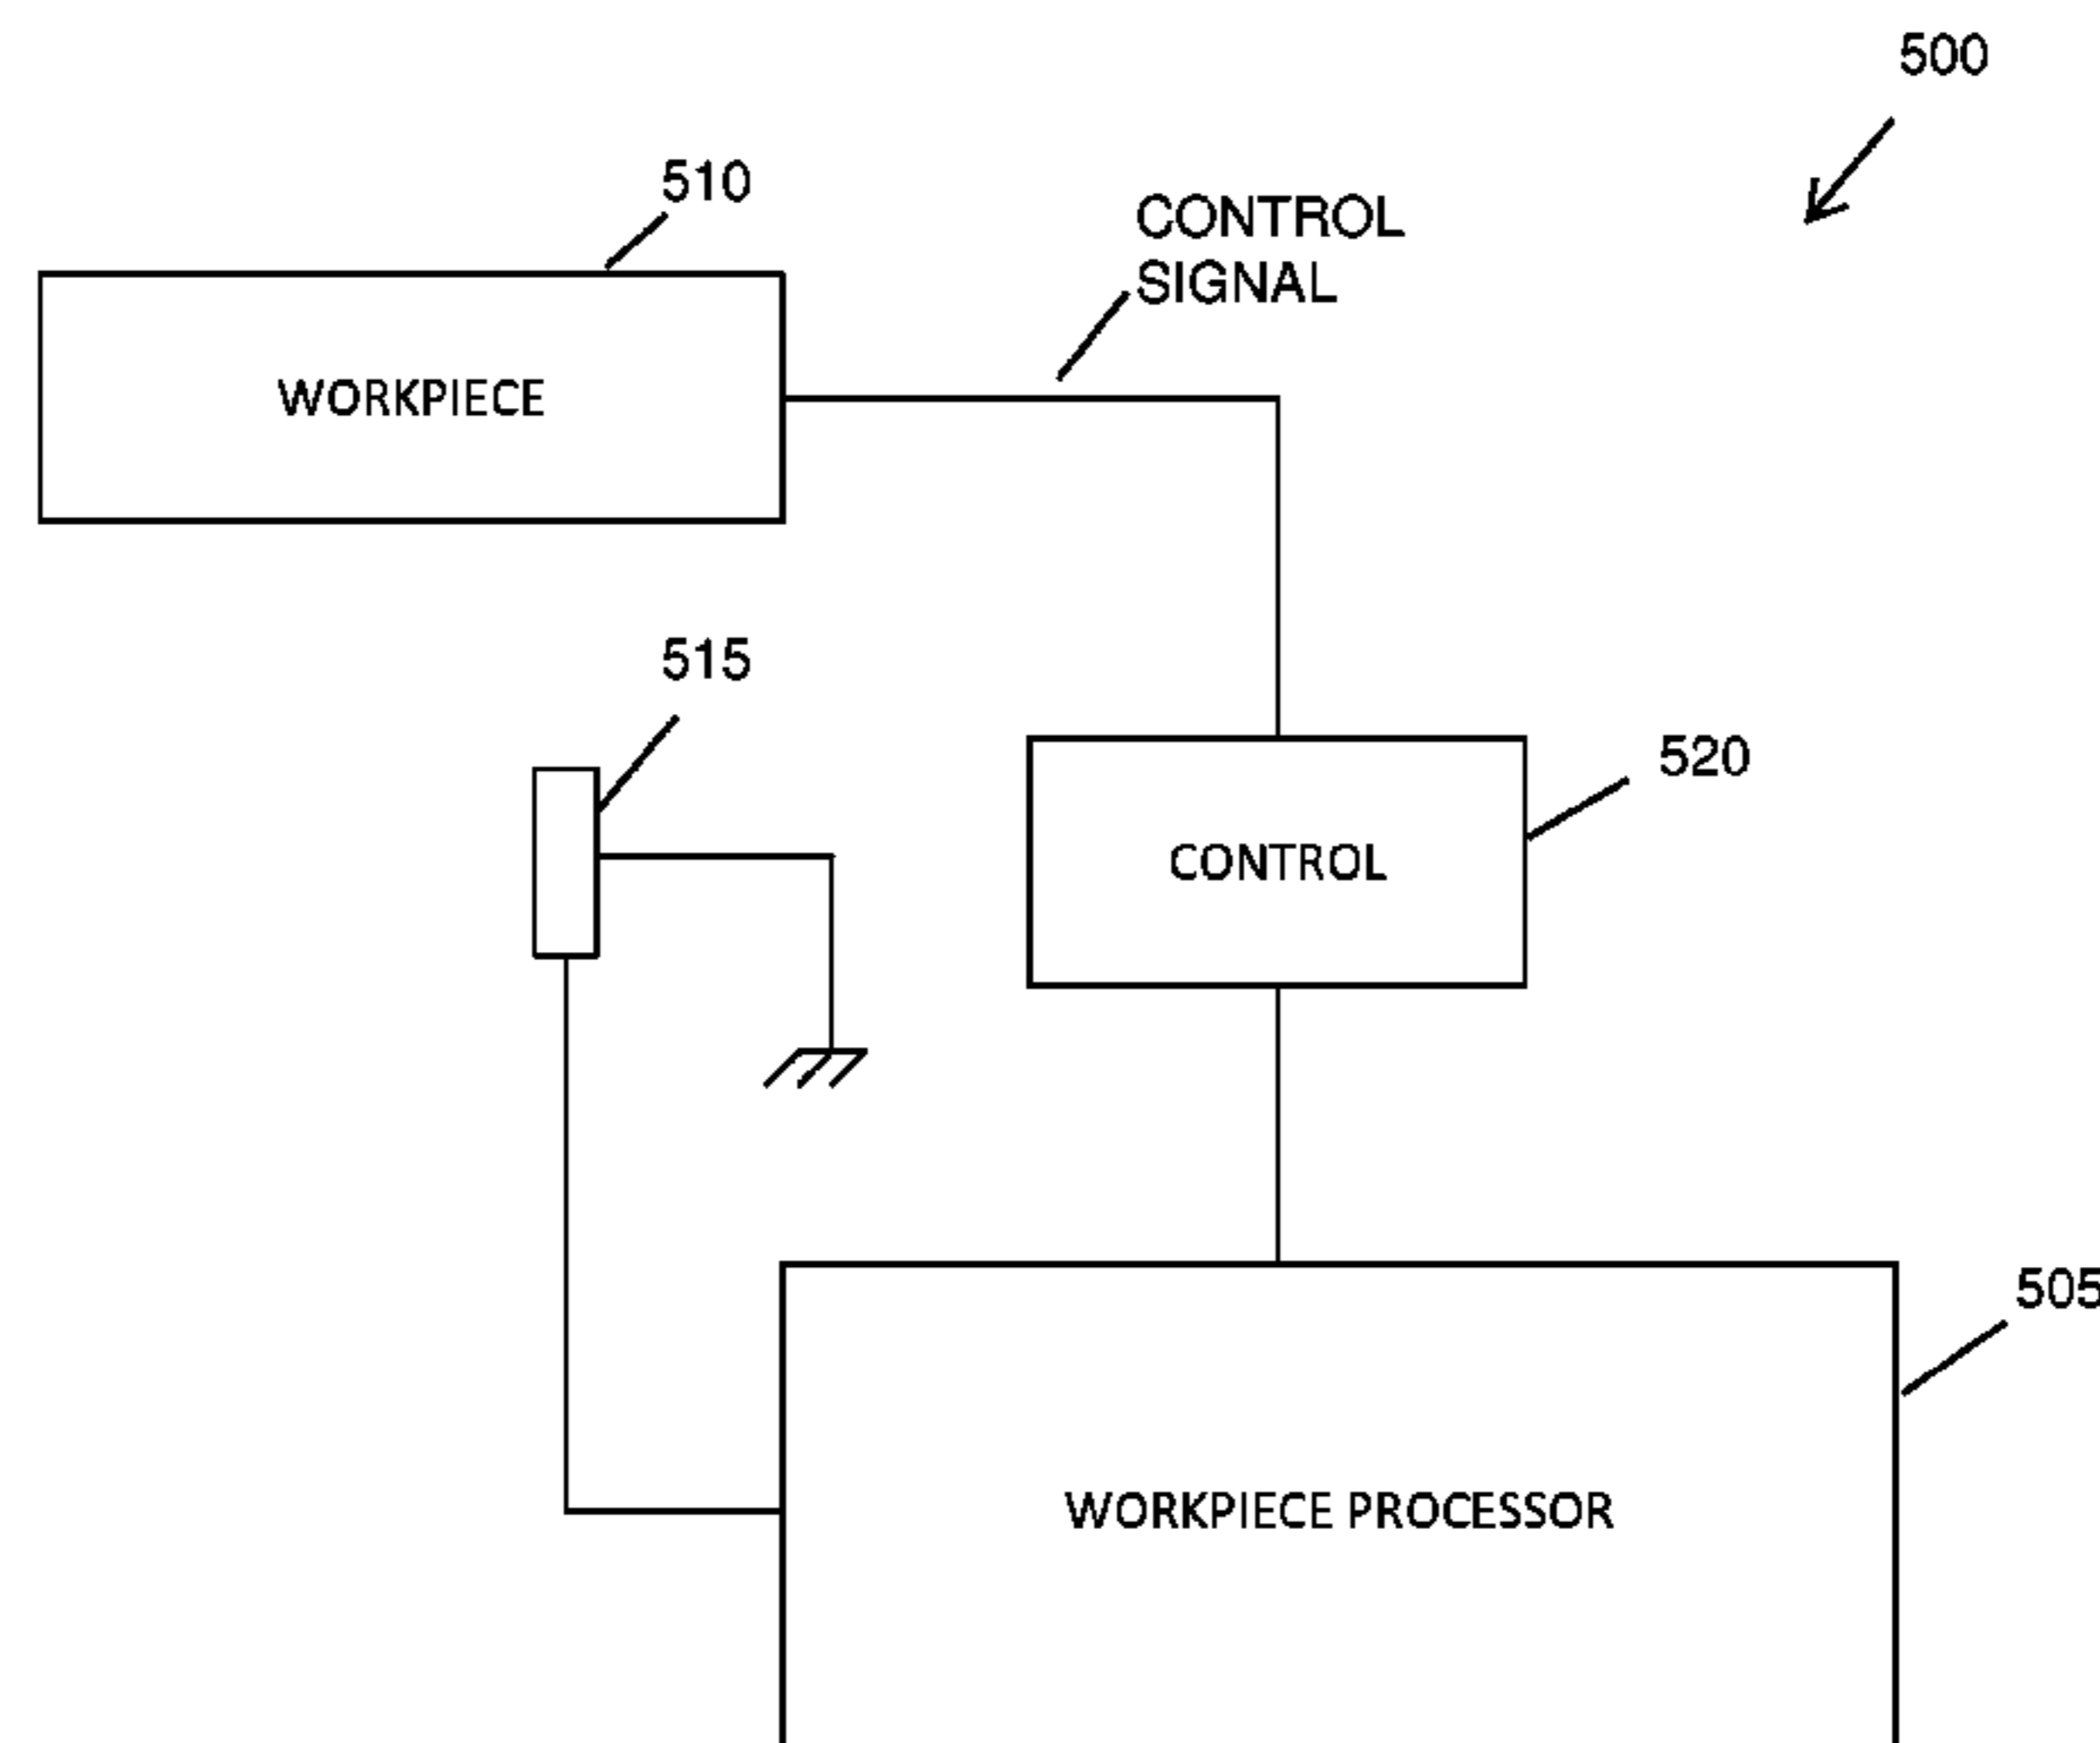 500
510
CONTROL
SIGNAL
WORKPIECE
515
520
CONTROL
505
WORKPIECE PROCESSOR